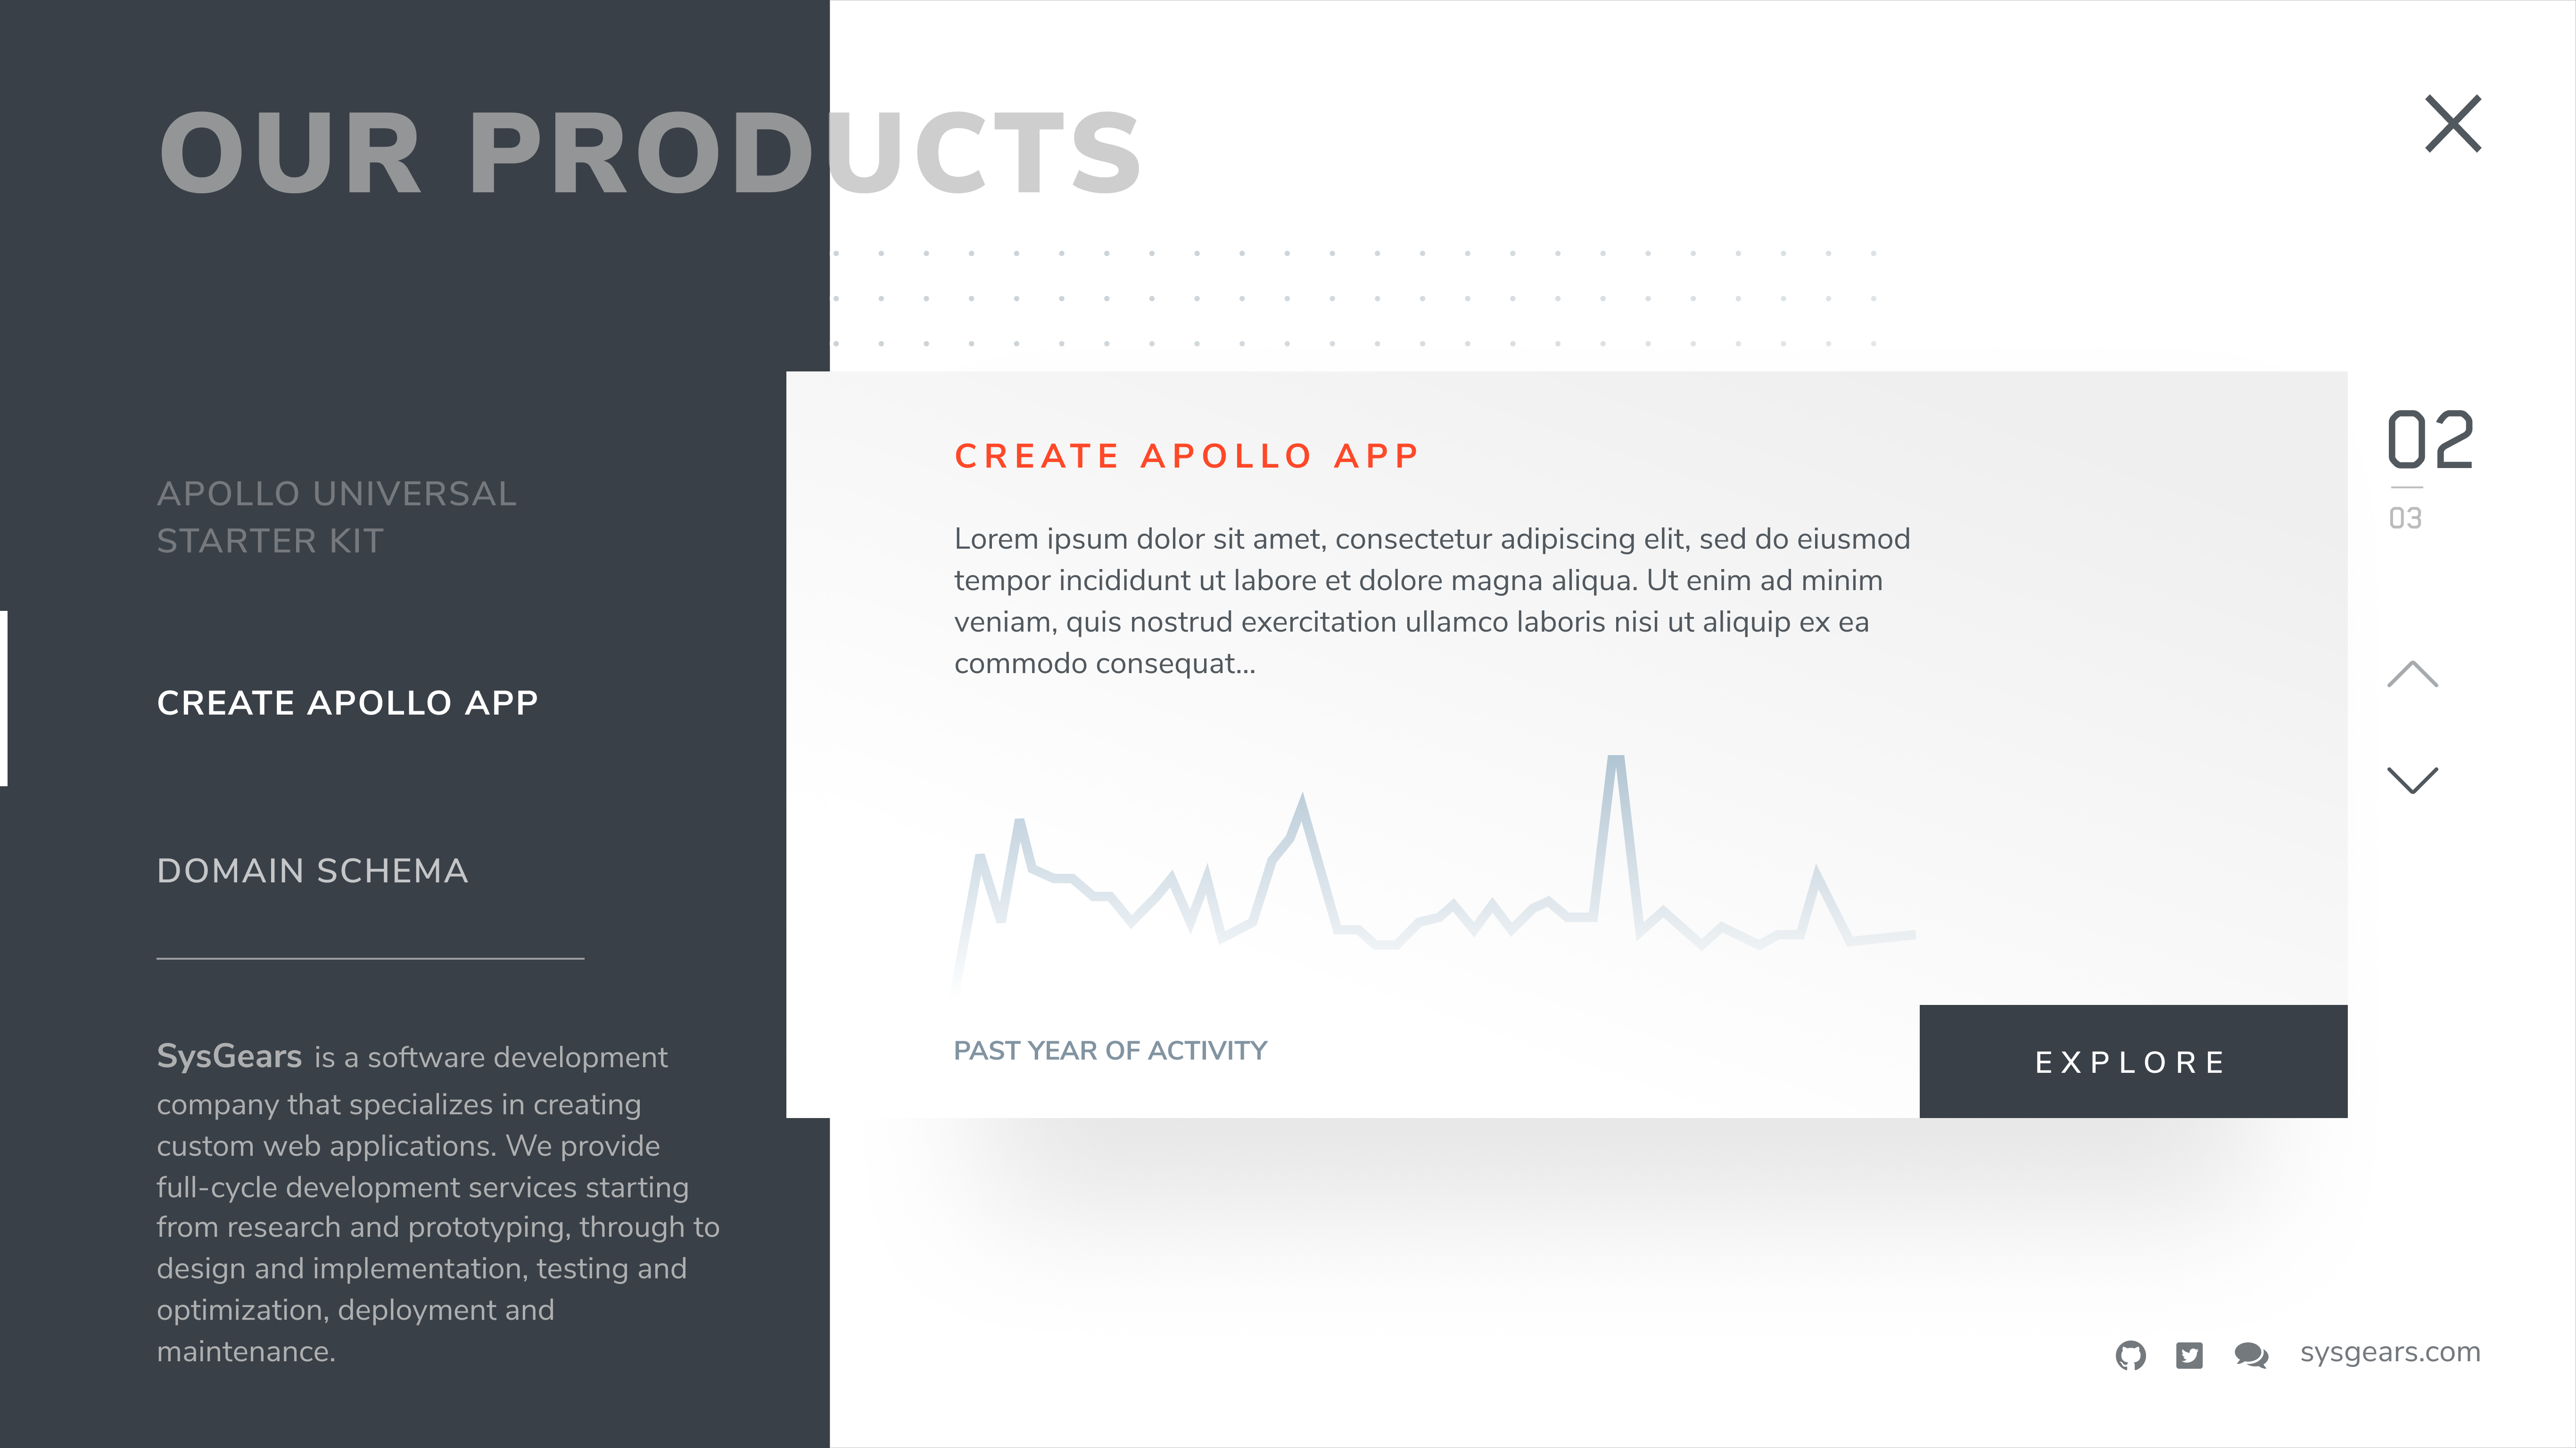 OUR PRODUCTS
APOLLO UNIVERSAL
STARTER KIT
CREATE APOLLO APP
DOMAIN SCHEMA
SysGears is a software development
company that specializes in creating
custom web applications. We provide
full-cycle development services starting
from research and prototyping, through to
design and implementation, testing and
optimization, deployment and
maintenance.
CREATE APOLLO APP
Lorem ipsum dolor sit amet, consectetur adipiscing elit, sed do eiusmod
tempor incididunt ut labore et dolore magna aliqua. Ut enim ad minim
veniam, quis nostrud exercitation ullamco laboris nisi ut aliquip ex ea
commodo consequat...
PAST YEAR OF ACTIVITY
EXPLORE
02
03
sysgears.com